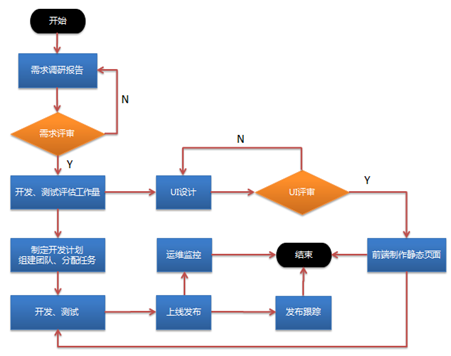 开始
需求调研报告
N
需求评审
Y
开发、测试评估工作量
UI设计
N
UI评审
Y
制定开发计划
组建团队、分配任务
运维监控
结束
前端制作静态页面
开发、测试
上线发布
发布跟踪